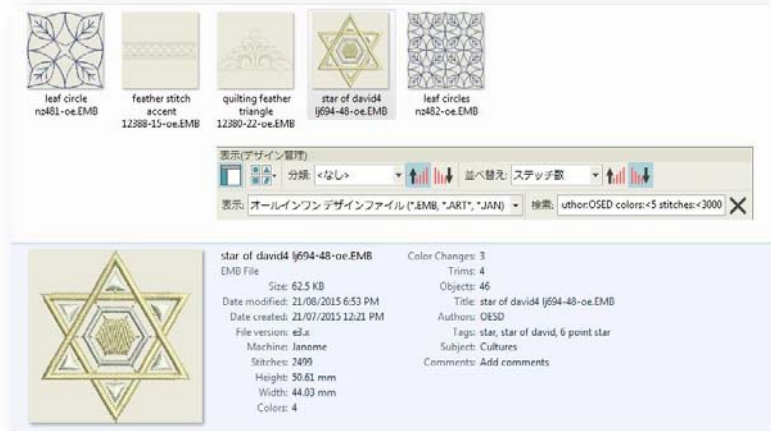 leaf circle
nz481-oe.EMB
feather stitch
accent
12388-15-oe.EMB
quilting feather
triangle
12380-22-oe.EMB
star of david4
lj694-48-oe.EMB
leaf circles
nz482-oe.EMB
表示(デザイン管理)
分類: <なし> 並べ替え: ステッチ数
表示: オールインワン デザインファイル (*.EMB, *.ART*, *.JAN) 検索: uthor:OSED colors:<5 stitches:<3000
star of david4 lj694-48-oe.EMB
EMB File
Size: 62.5 KB
Date modified: 21/08/2015 6:53 PM
Date created: 21/07/2015 12:21 PM
File version: e3.x
Machine: Janome
Stitches: 2499
Height: 50.61 mm
Width: 44.03 mm
Colors: 4
Color Changes: 3
Trims: 4
Objects: 46
Title: star of david4 lj694-48-oe.EMB
Authors: OESD
Tags: star, star of david, 6 point star
Subject: Cultures
Comments: Add comments